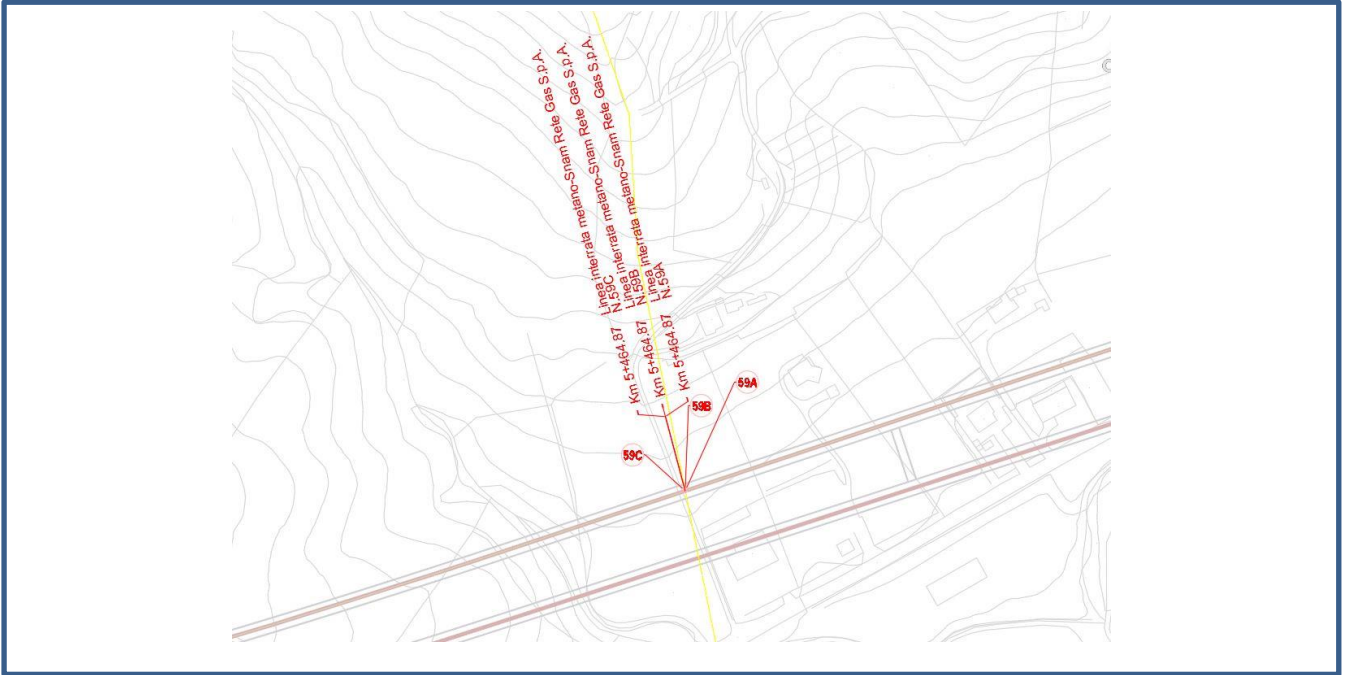 Linea interrata metano-Snam Rete Gas S.p.A.
N.59C
Linea interrata metano-Snam Rete Gas S.p.A.
N.59B
Linea interrata metano-Snam Rete Gas S.p.A.
N.59A
Km 5+464.87
Km 5+464.87
Km 5+464.87
59A
59B
59C